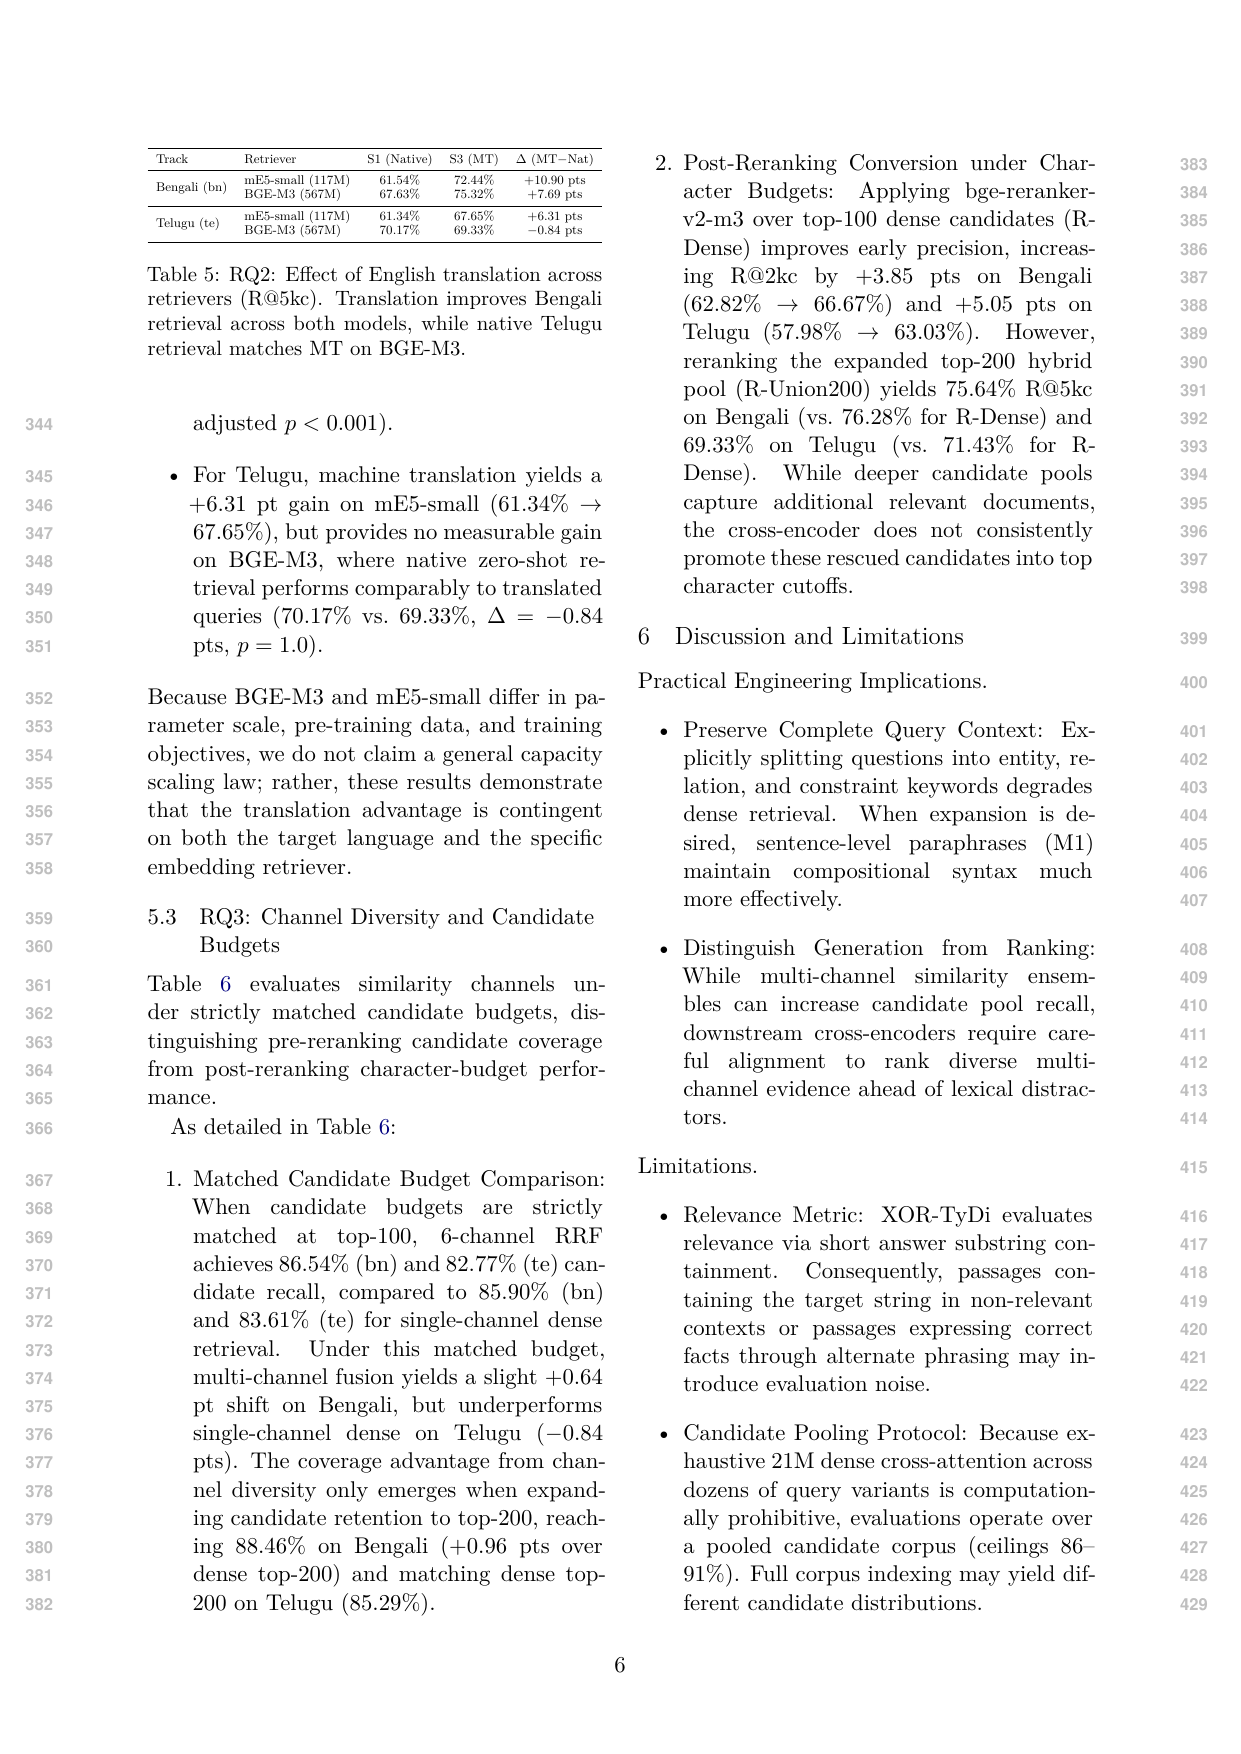 Track Retriever S1 (Native) S3 (MT) Δ (MT−Nat)
Bengali (bn) mE5-small (117M) 61.54% 72.44% +10.90 pts
BGE-M3 (567M) 67.63% 75.32% +7.69 pts
Telugu (te) mE5-small (117M) 61.34% 67.65% +6.31 pts
BGE-M3 (567M) 70.17% 69.33% −0.84 pts
Table 5: RQ2: Effect of English translation across
retrievers (R@5kc). Translation improves Bengali
retrieval across both models, while native Telugu
retrieval matches MT on BGE-M3.
344 adjusted p < 0.001).
345 • For Telugu, machine translation yields a
346 +6.31 pt gain on mE5-small (61.34% →
347 67.65%), but provides no measurable gain
348 on BGE-M3, where native zero-shot re-
349 trieval performs comparably to translated
350 queries (70.17% vs. 69.33%, Δ = −0.84
351 pts, p = 1.0).
352 Because BGE-M3 and mE5-small differ in pa-
353 rameter scale, pre-training data, and training
354 objectives, we do not claim a general capacity
355 scaling law; rather, these results demonstrate
356 that the translation advantage is contingent
357 on both the target language and the specific
358 embedding retriever.
359 5.3 RQ3: Channel Diversity and Candidate
360 Budgets
361 Table 6 evaluates similarity channels un-
362 der strictly matched candidate budgets, dis-
363 tinguishing pre-reranking candidate coverage
364 from post-reranking character-budget perfor-
365 mance.
366 As detailed in Table 6:
367 1. Matched Candidate Budget Comparison:
368 When candidate budgets are strictly
369 matched at top-100, 6-channel RRF
370 achieves 86.54% (bn) and 82.77% (te) can-
371 didate recall, compared to 85.90% (bn)
372 and 83.61% (te) for single-channel dense
373 retrieval. Under this matched budget,
374 multi-channel fusion yields a slight +0.64
375 pt shift on Bengali, but underperforms
376 single-channel dense on Telugu (−0.84
377 pts). The coverage advantage from chan-
378 nel diversity only emerges when expand-
379 ing candidate retention to top-200, reach-
380 ing 88.46% on Bengali (+0.96 pts over
381 dense top-200) and matching dense top-
382 200 on Telugu (85.29%).
2. Post-Reranking Conversion under Char- 383
acter Budgets: Applying bge-reranker- 384
v2-m3 over top-100 dense candidates (R- 385
Dense) improves early precision, increas- 386
ing R@2kc by +3.85 pts on Bengali 387
(62.82% → 66.67%) and +5.05 pts on 388
Telugu (57.98% → 63.03%). However, 389
reranking the expanded top-200 hybrid 390
pool (R-Union200) yields 75.64% R@5kc 391
on Bengali (vs. 76.28% for R-Dense) and 392
69.33% on Telugu (vs. 71.43% for R- 393
Dense). While deeper candidate pools 394
capture additional relevant documents, 395
the cross-encoder does not consistently 396
promote these rescued candidates into top 397
character cutoffs. 398
6 Discussion and Limitations 399
Practical Engineering Implications. 400
• Preserve Complete Query Context: Ex- 401
plicitly splitting questions into entity, re- 402
lation, and constraint keywords degrades 403
dense retrieval. When expansion is de- 404
sired, sentence-level paraphrases (M1) 405
maintain compositional syntax much 406
more effectively. 407
• Distinguish Generation from Ranking: 408
While multi-channel similarity ensem- 409
bles can increase candidate pool recall, 410
downstream cross-encoders require care- 411
ful alignment to rank diverse multi- 412
channel evidence ahead of lexical distrac- 413
tors. 414
Limitations. 415
• Relevance Metric: XOR-TyDi evaluates 416
relevance via short answer substring con- 417
tainment. Consequently, passages con- 418
taining the target string in non-relevant 419
contexts or passages expressing correct 420
facts through alternate phrasing may in- 421
troduce evaluation noise. 422
• Candidate Pooling Protocol: Because ex- 423
haustive 21M dense cross-attention across 424
dozens of query variants is computation- 425
ally prohibitive, evaluations operate over 426
a pooled candidate corpus (ceilings 86– 427
91%). Full corpus indexing may yield dif- 428
ferent candidate distributions. 429
6